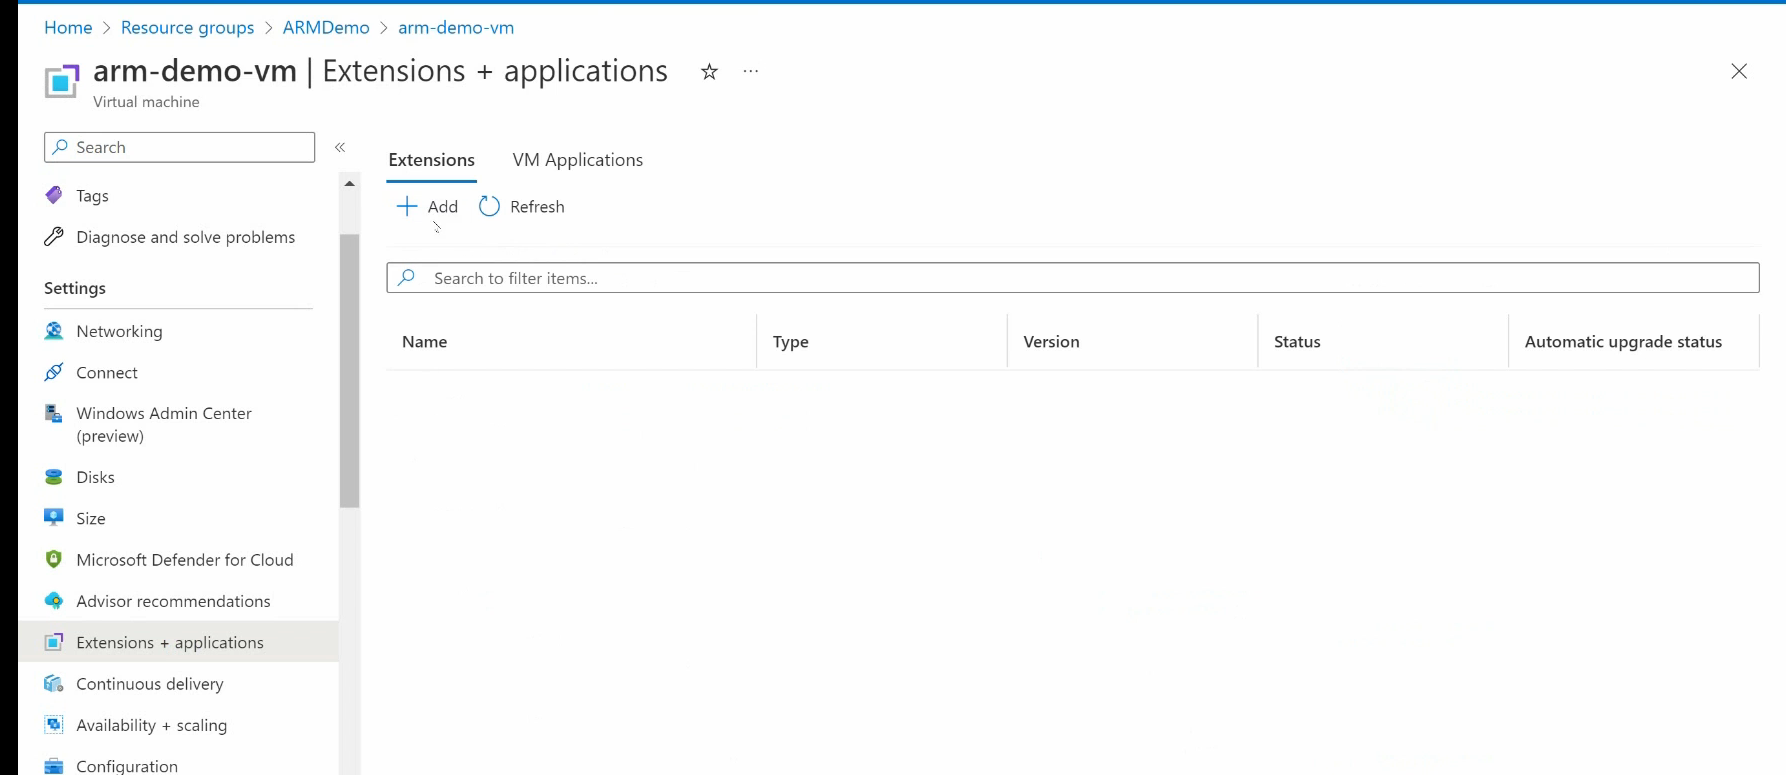 Home > Resource groups > ARMDemo > arm-demo-vm
arm-demo-vm | Extensions + applications
Virtual machine
Search
Tags
Diagnose and solve problems
Settings
Networking
Connect
Windows Admin Center
(preview)
Disks
Size
Microsoft Defender for Cloud
Advisor recommendations
Extensions + applications
Continuous delivery
Availability + scaling
Configuration
Extensions VM Applications
Add Refresh
Search to filter items...
Name Type Version Status Automatic upgrade status